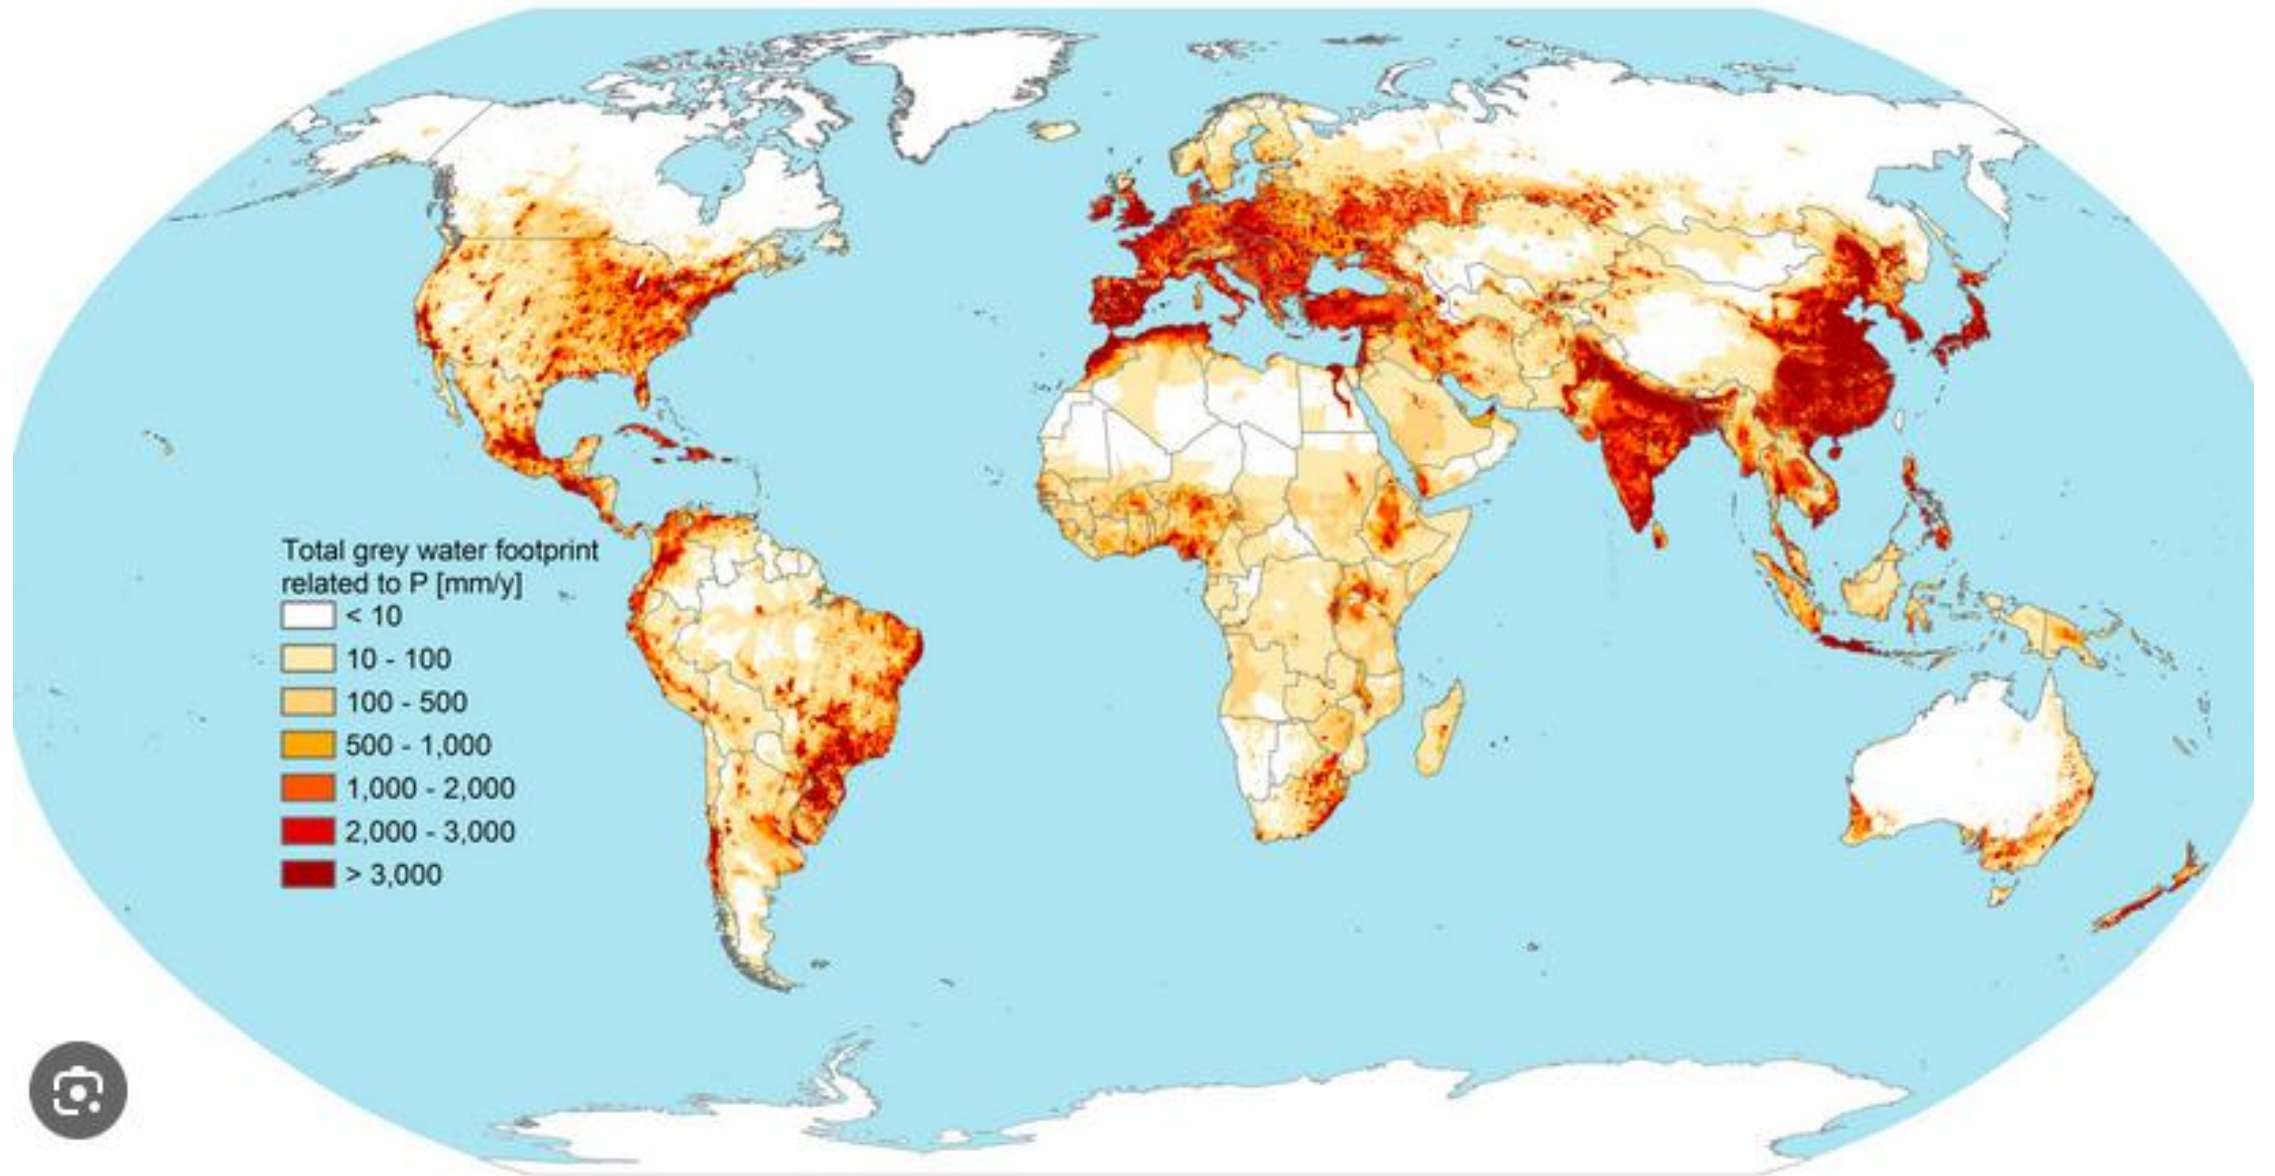 Total grey water footprint
related to P [mm/y]
< 10
10 - 100
100 - 500
500 - 1,000
1,000 - 2,000
2,000 - 3,000
> 3,000